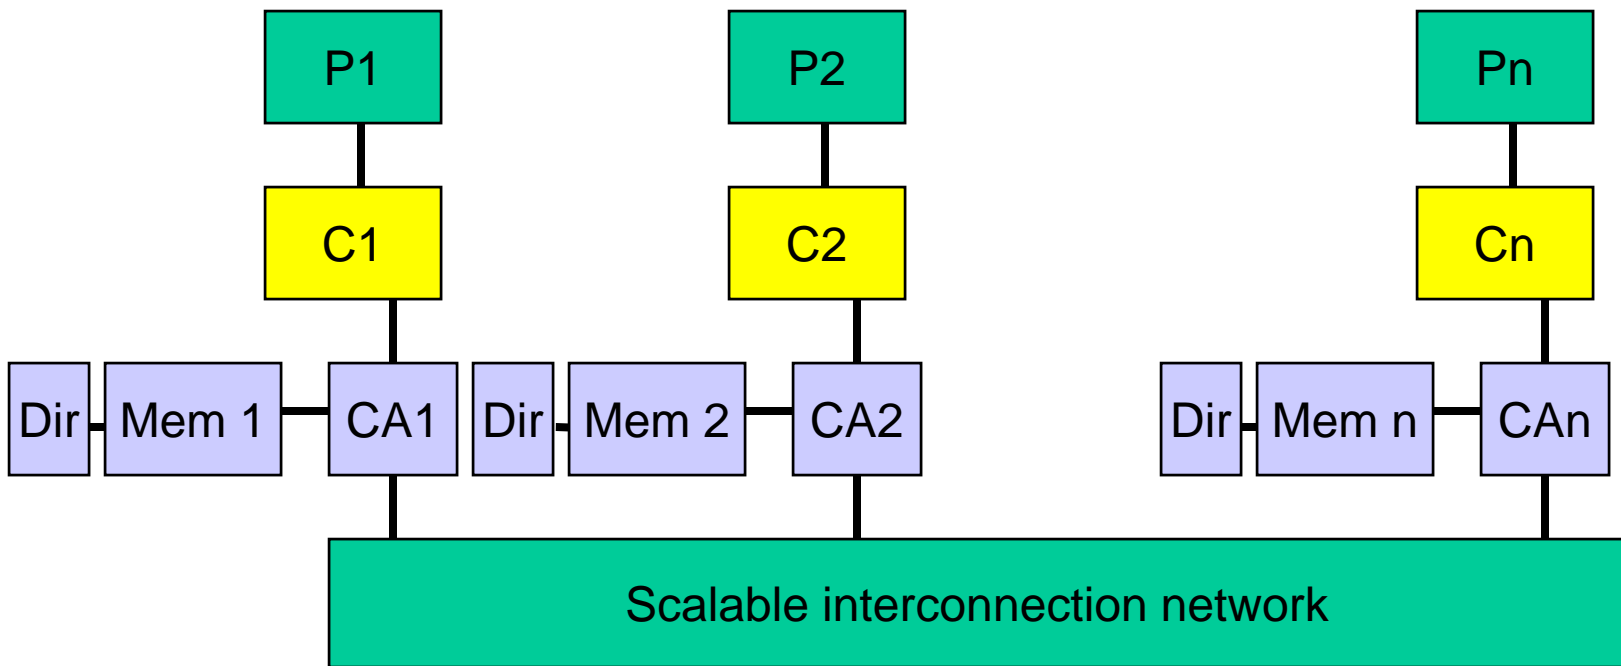 P1
P2
Pn
C1
C2
Cn
Dir
Mem 1
CA1
Dir
Mem 2
CA2
Dir
Mem n
CAn
Scalable interconnection network